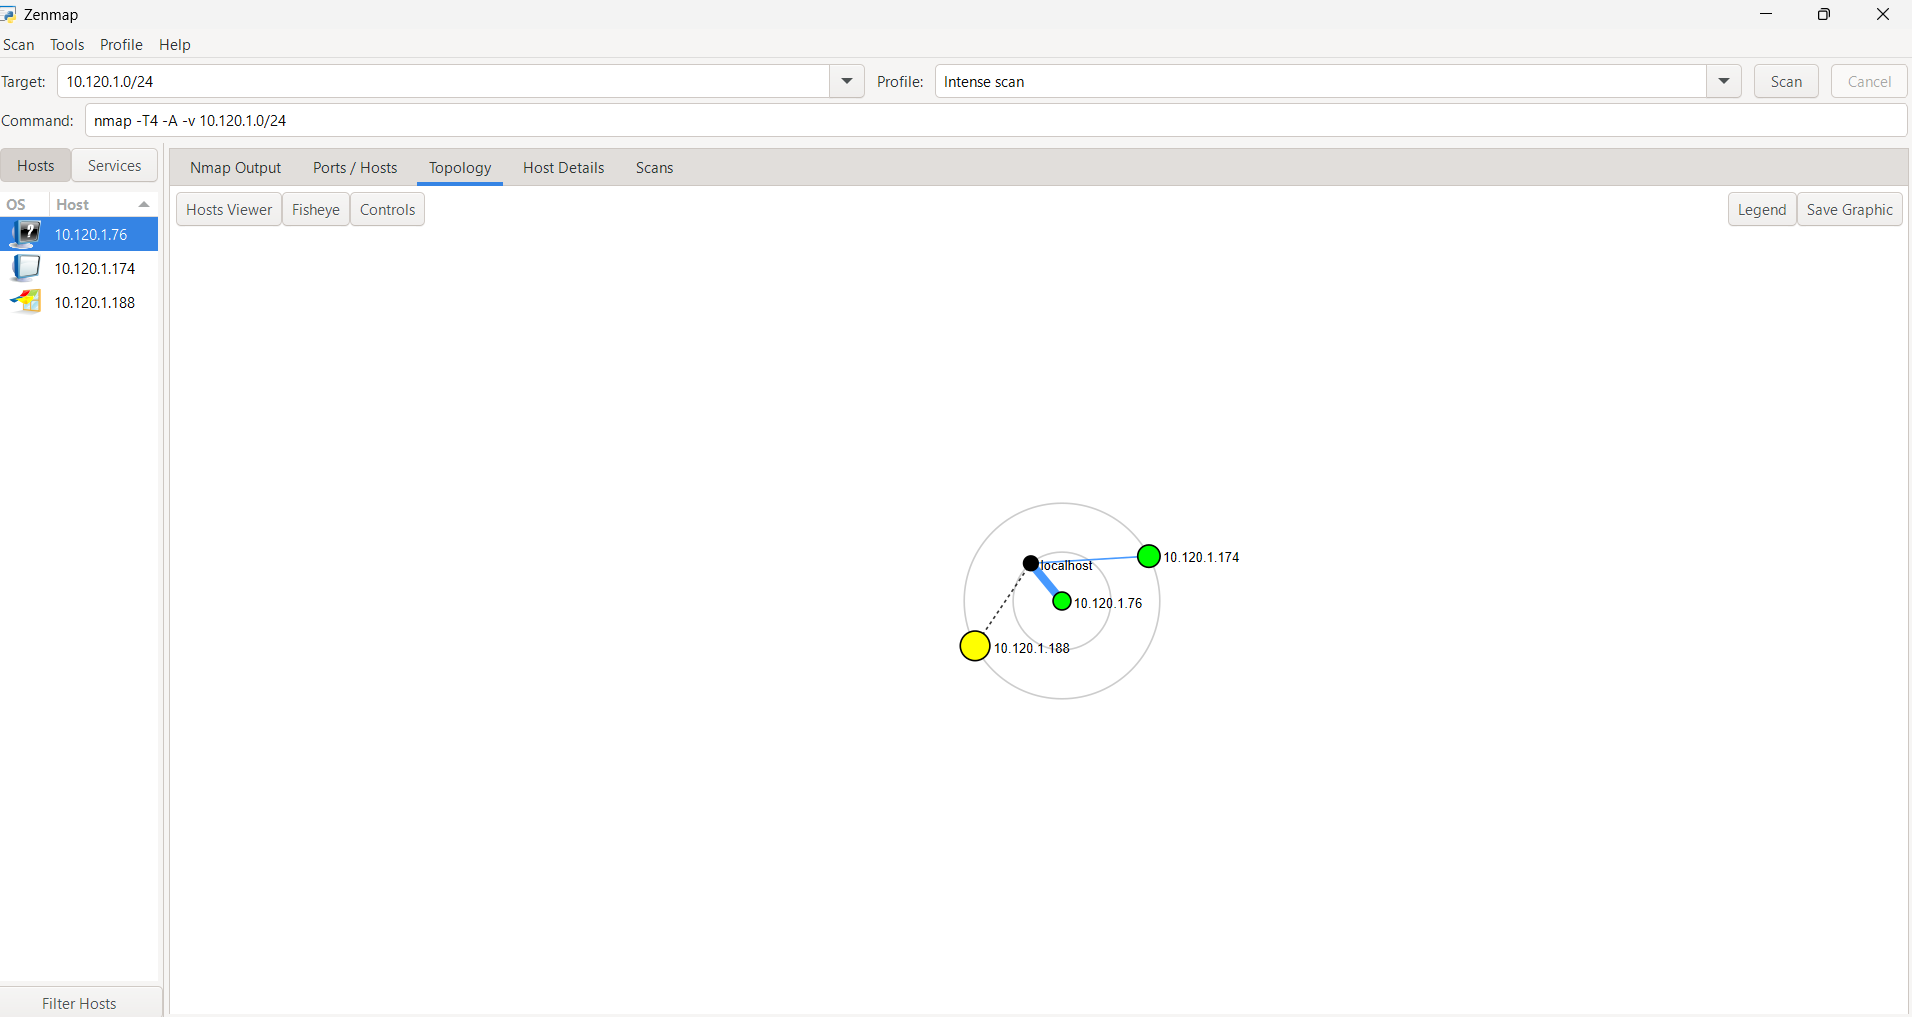 Zenmap
Scan Tools Profile Help
Target: 10.120.1.0/24 Profile: Intense scan Scan Cancel
Command: nmap -T4 -A -v 10.120.1.0/24
Hosts Services Nmap Output Ports / Hosts Topology Host Details Scans
OS Host Hosts Viewer Fisheye Controls Legend Save Graphic
10.120.1.76
10.120.1.174
10.120.1.188
10.120.1.174
localhost
10.120.1.76
10.120.1.188
Filter Hosts